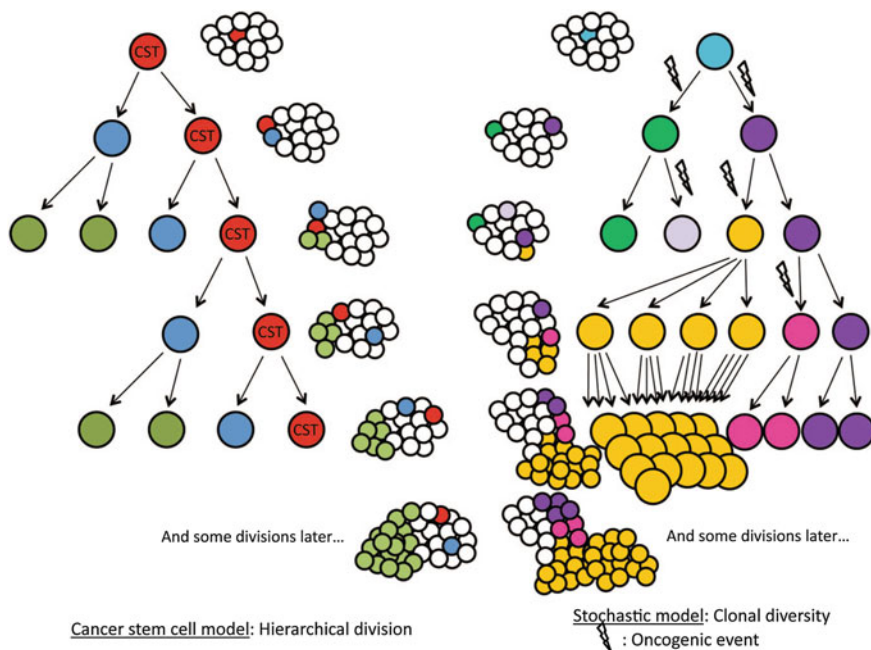 CST
CST
CST
CST
CST
And some divisions later...
And some divisions later...
Cancer stem cell model: Hierarchical division
Stochastic model: Clonal diversity
: Oncogenic event